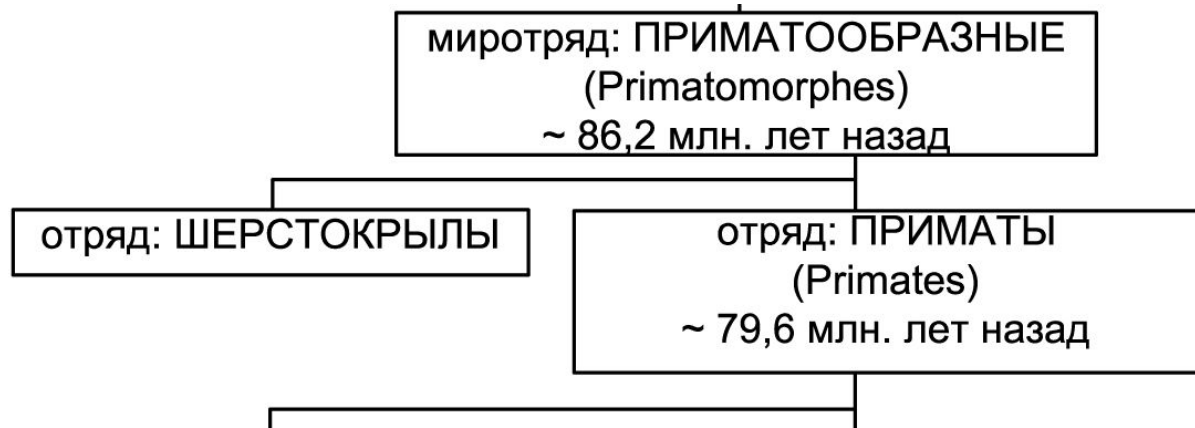 миротряд: ПРИМАТООБРАЗНЫЕ
(Primatomorphes)
~ 86,2 млн. лет назад
отряд: ШЕРСТОКРЫЛЫ
отряд: ПРИМАТЫ
(Primates)
~ 79,6 млн. лет назад